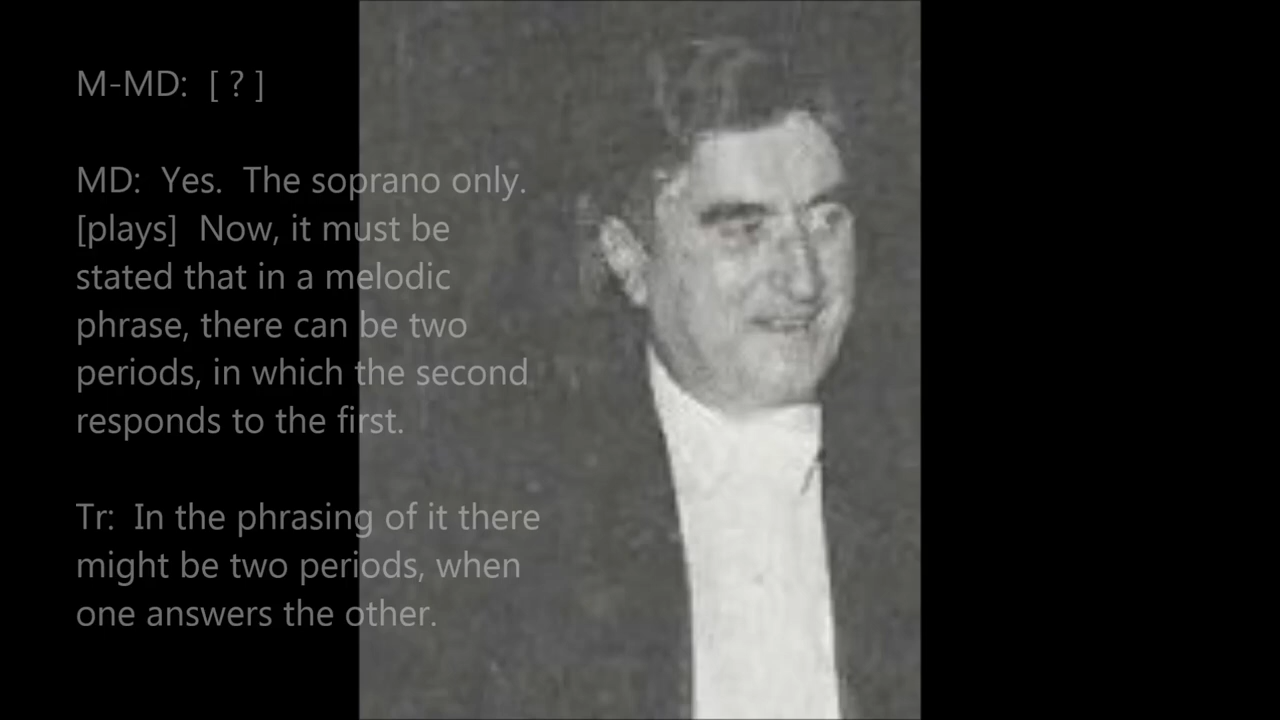 M-MD:  [ ? ]
MD:  Yes.  The soprano only.
[plays]  Now, it must be
stated that in a melodic
phrase, there can be two
periods, in which the second
responds to the first.
Tr:  In the phrasing of it there
might be two periods, when
one answers the other.